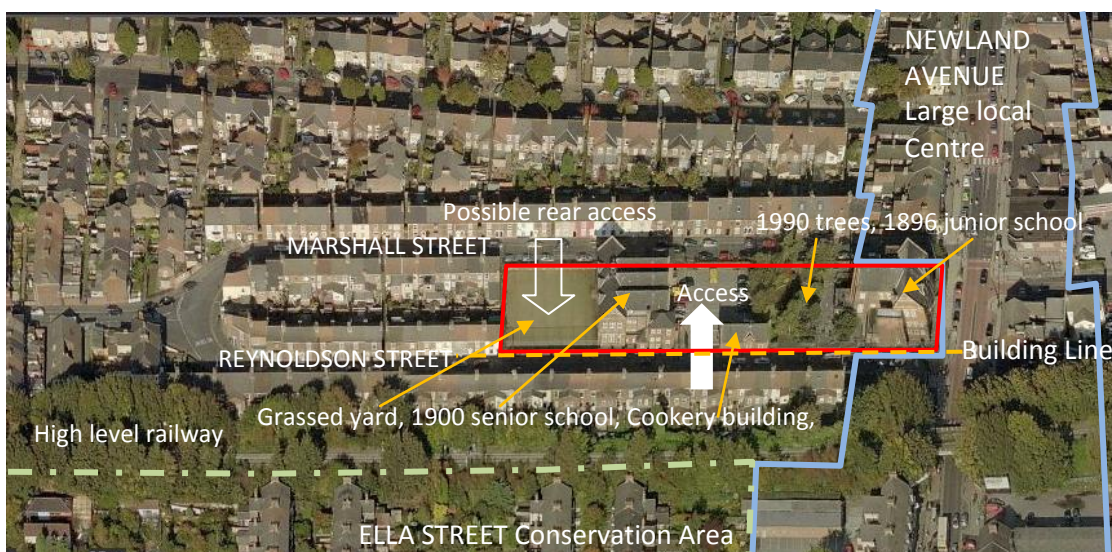 NEWLAND
AVENUE
Large local
Centre
Possible rear access
1990 trees, 1896 junior school
MARSHALL STREET
Access
REYNOLDSON STREET
Building Line
Grassed yard, 1900 senior school, Cookery building,
High level railway
ELLA STREET Conservation Area